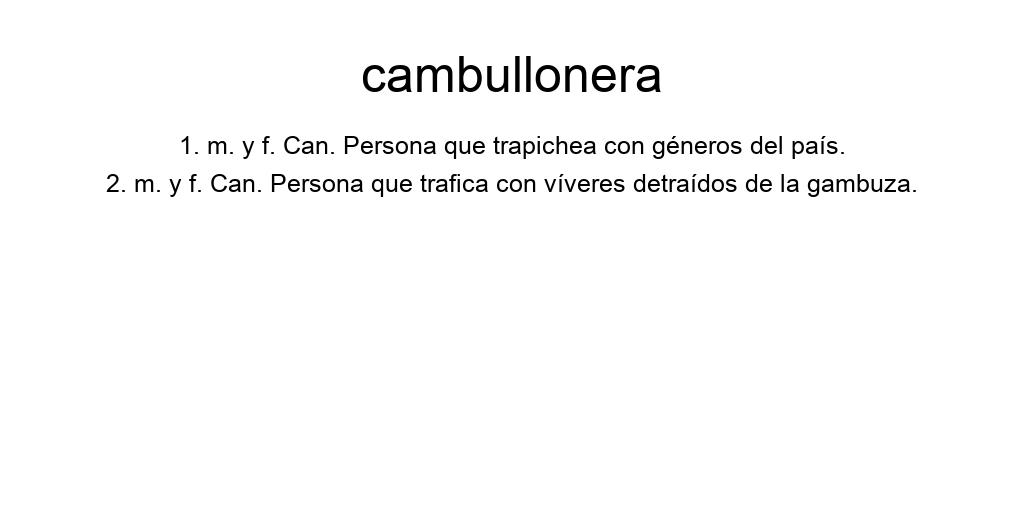 cambullonera
1. m. y f. Can. Persona que trapichea con géneros del país.
2. m. y f. Can. Persona que trafica con víveres detraídos de la gambuza.